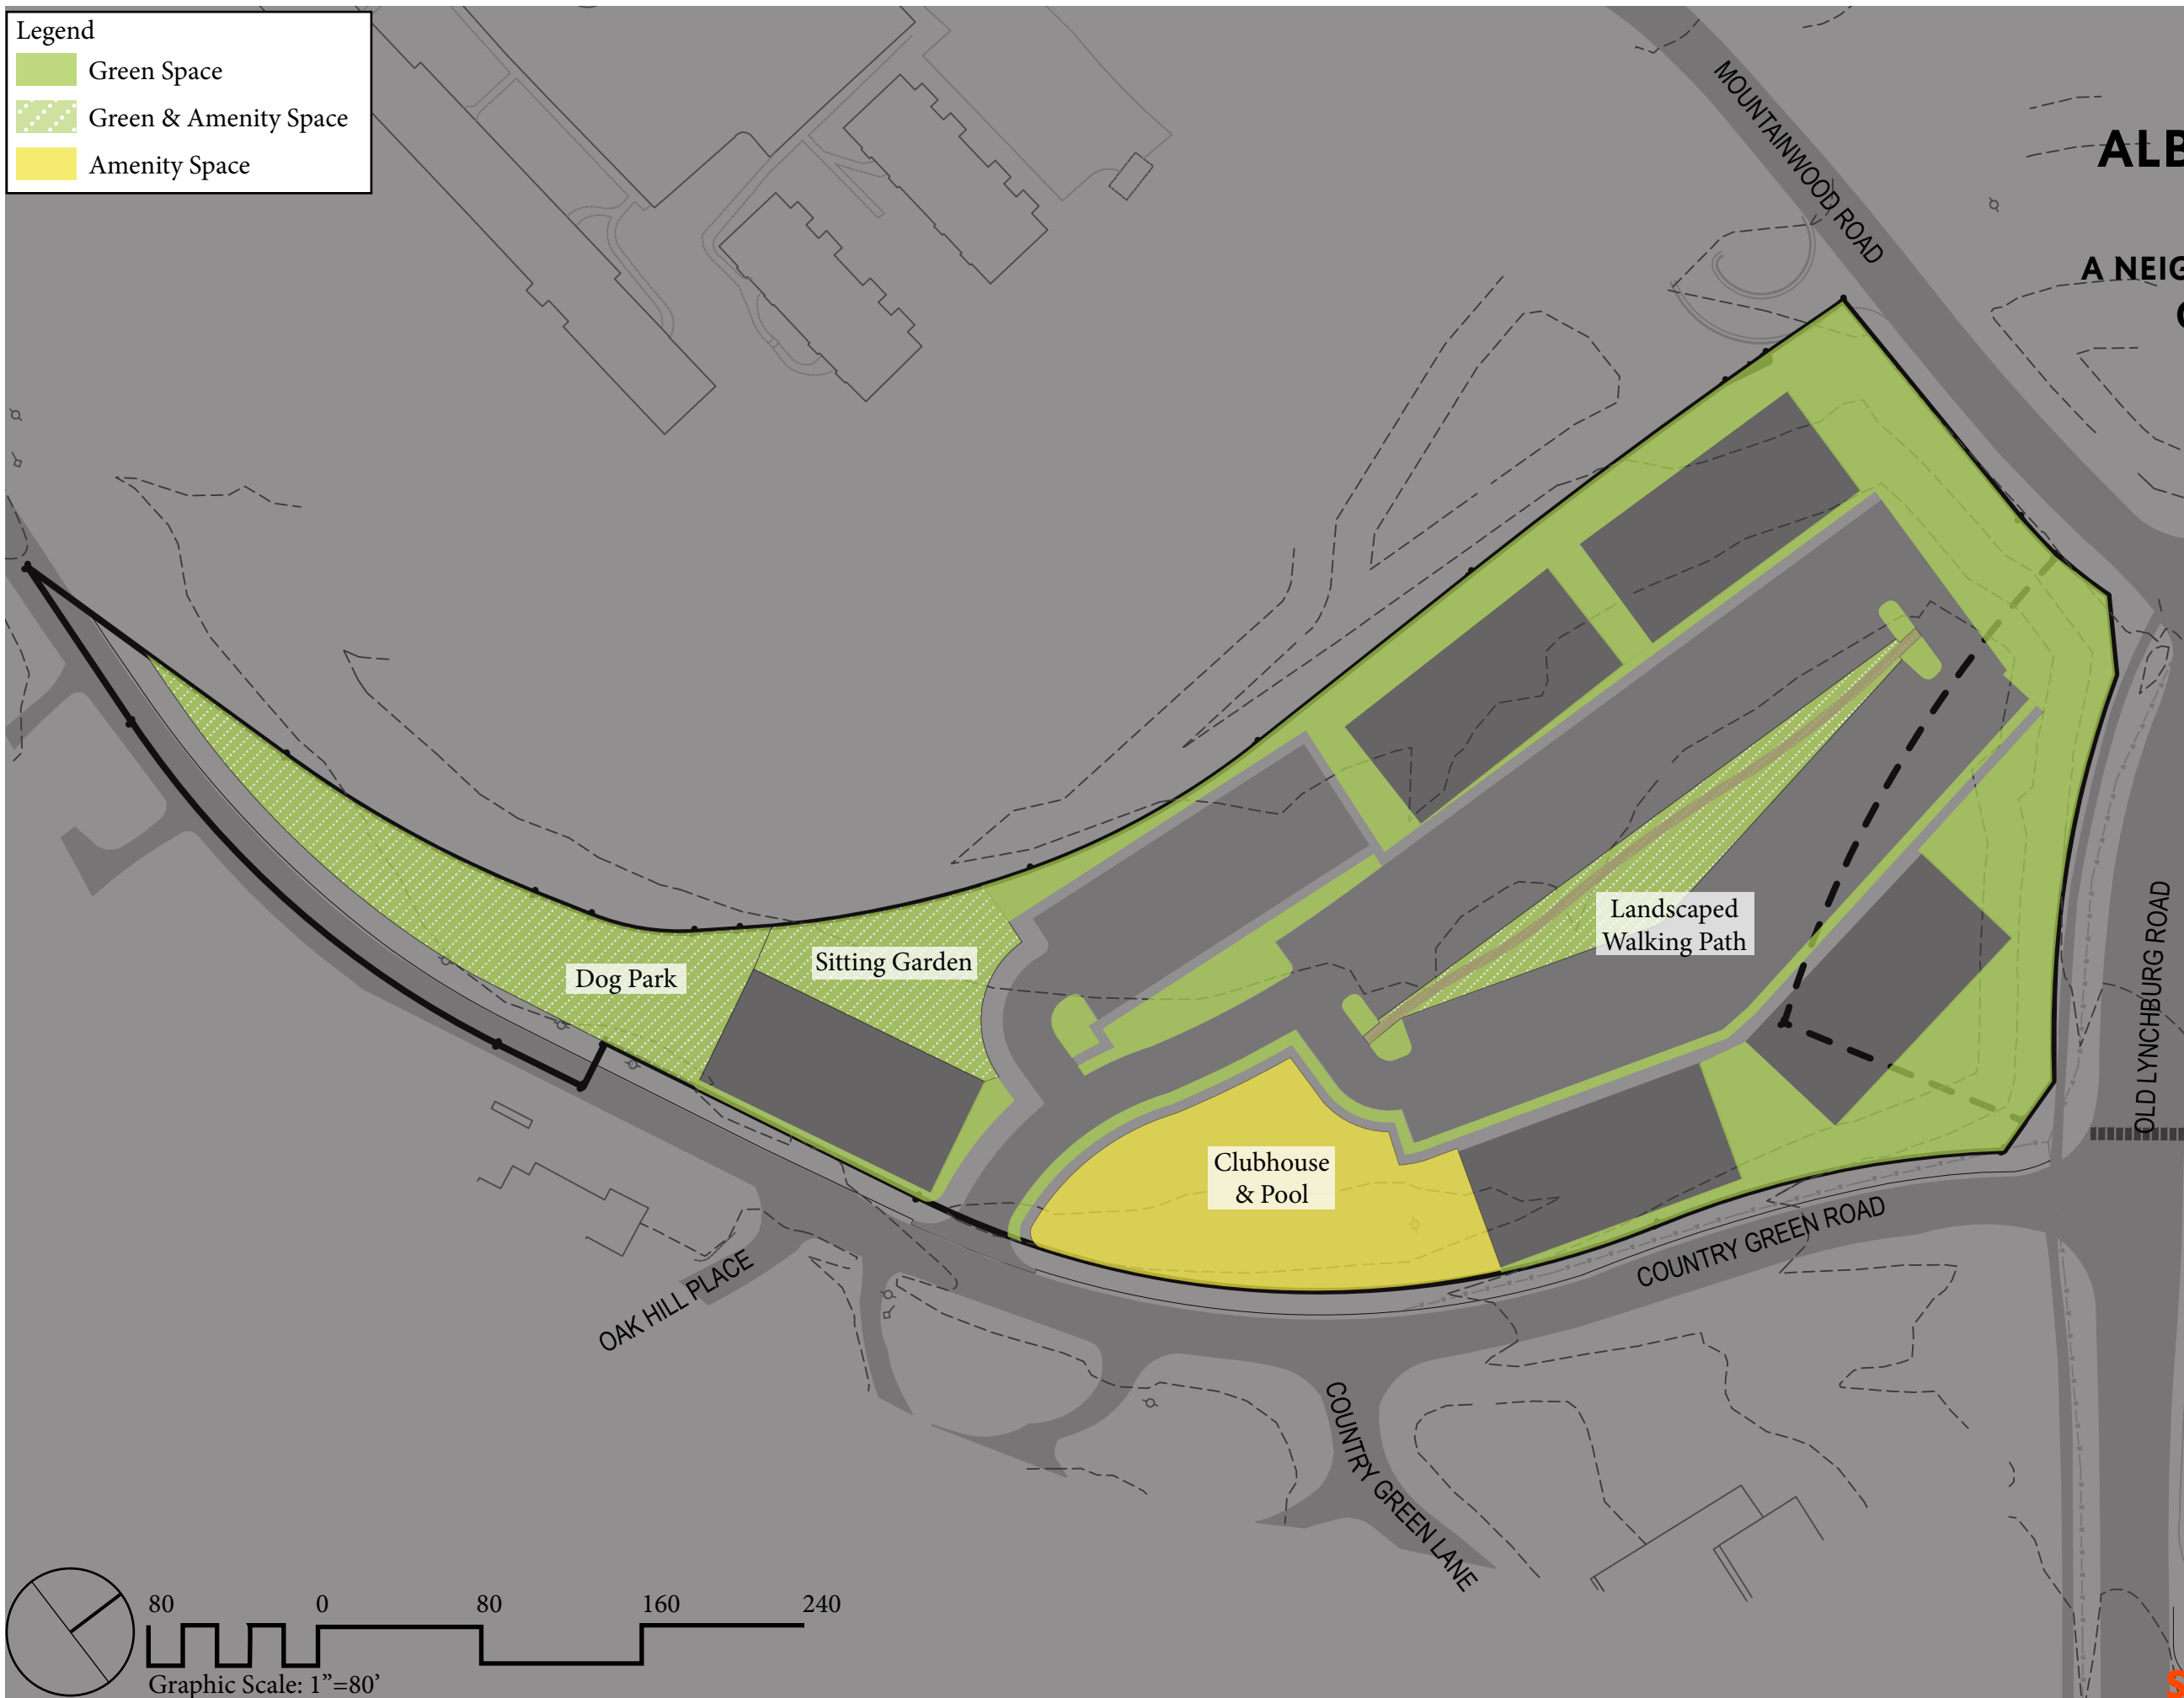 Legend
Green Space
Green & Amenity Space
Amenity Space
MOUNTAINWOOD ROAD
ALB
A NEIG
Dog Park
Sitting Garden
Landscaped
Walking Path
Clubhouse
& Pool
OLD LYNCHBURG ROAD
COUNTRY GREEN ROAD
OAK HILL PLACE
COUNTRY GREEN LANE
80 0 80 160 240
Graphic Scale: 1”=80’